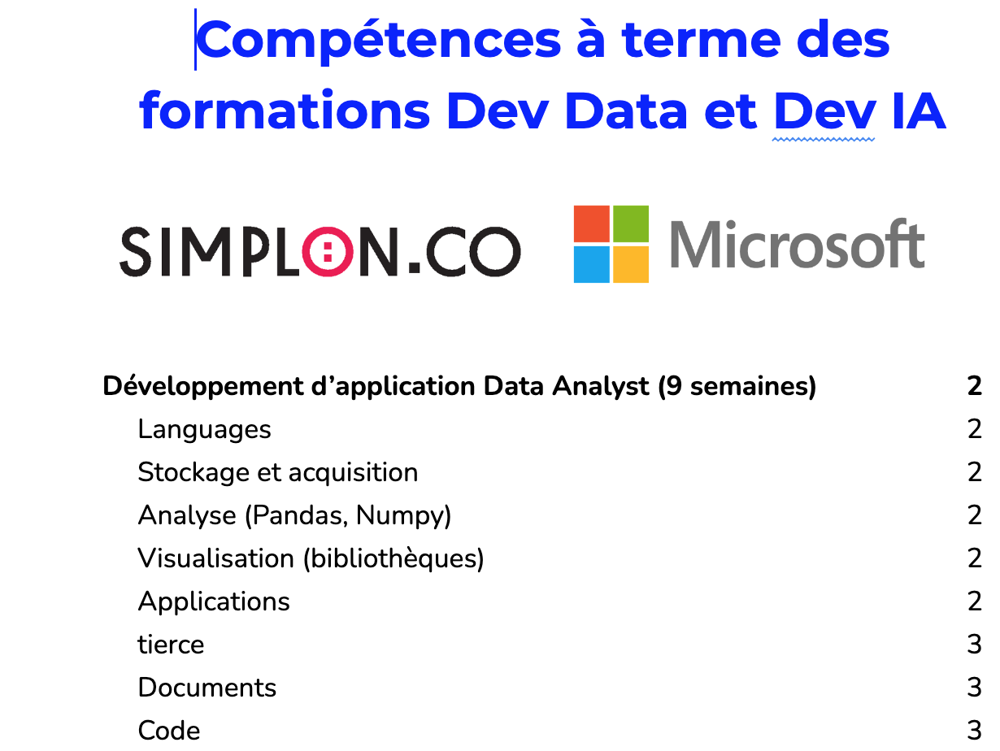 Compétences à terme des
formations Dev Data et Dev IA
SIMPLON.CO Microsoft
Développement d’application Data Analyst (9 semaines) 2
Languages 2
Stockage et acquisition 2
Analyse (Pandas, Numpy) 2
Visualisation (bibliothèques) 2
Applications 2
tierce 3
Documents 3
Code 3